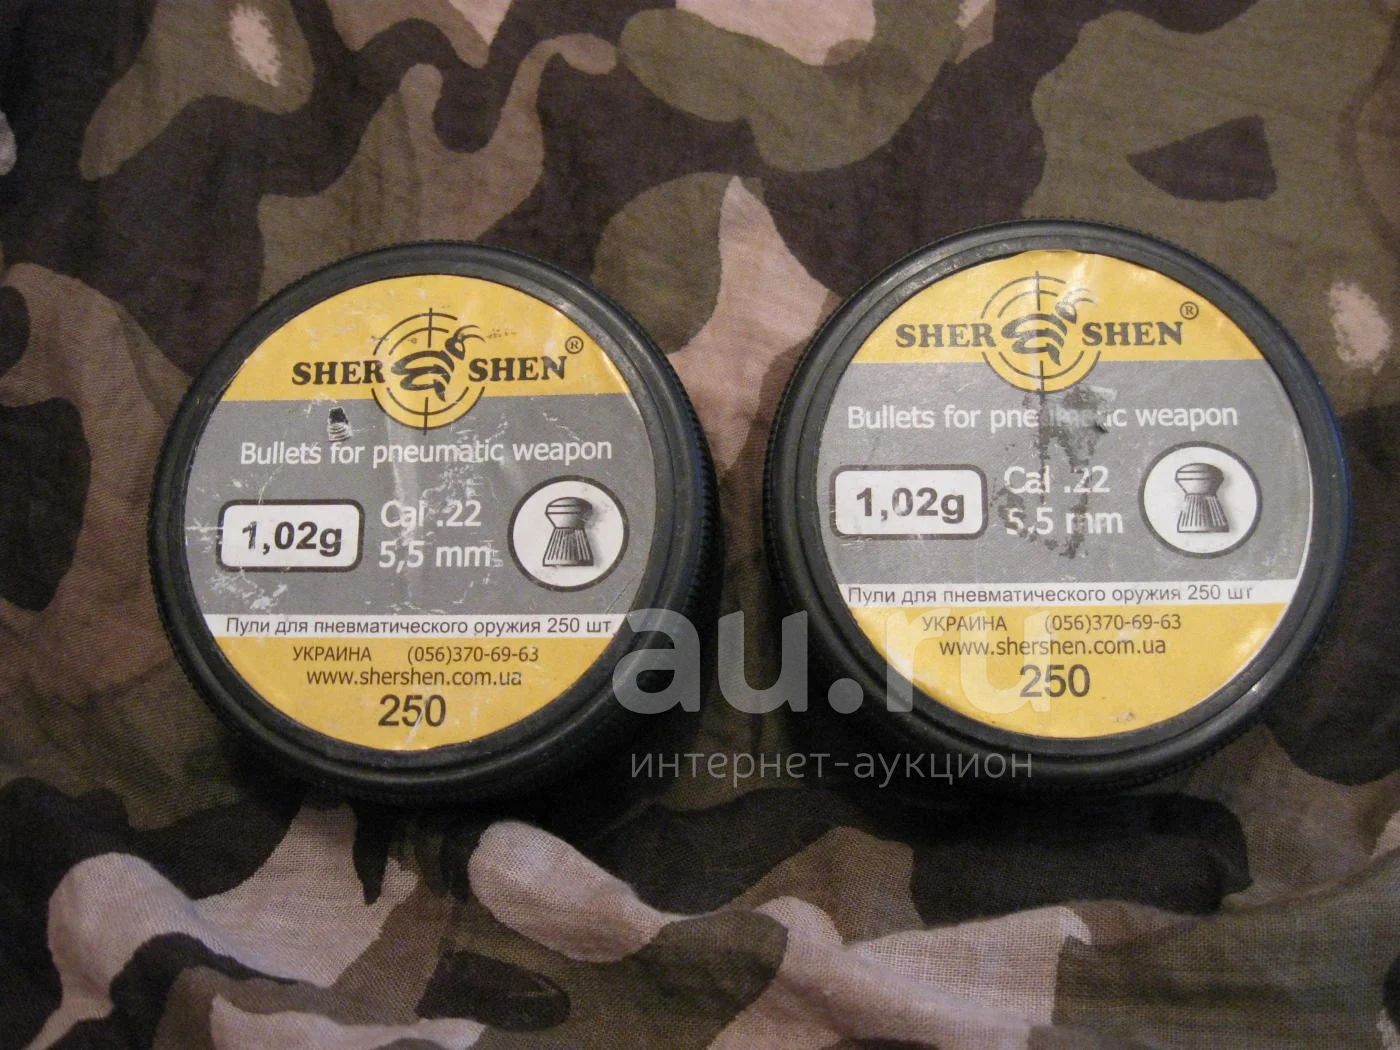 SHER SHEN ®
Bullets for pneumatic weapon
1,02g
Cal .22
5,5 mm
Пули для пневматического оружия 250 шт
УКРАИНА (056)370-69-63
www.shershen.com.ua
250
SHER SHEN ®
Bullets for pneumatic weapon
1,02g
Cal .22
5,5 mm
Пули для пневматического оружия 250 шт
УКРАИНА (056)370-69-63
www.shershen.com.ua
250
au.ru
интернет-аукцион